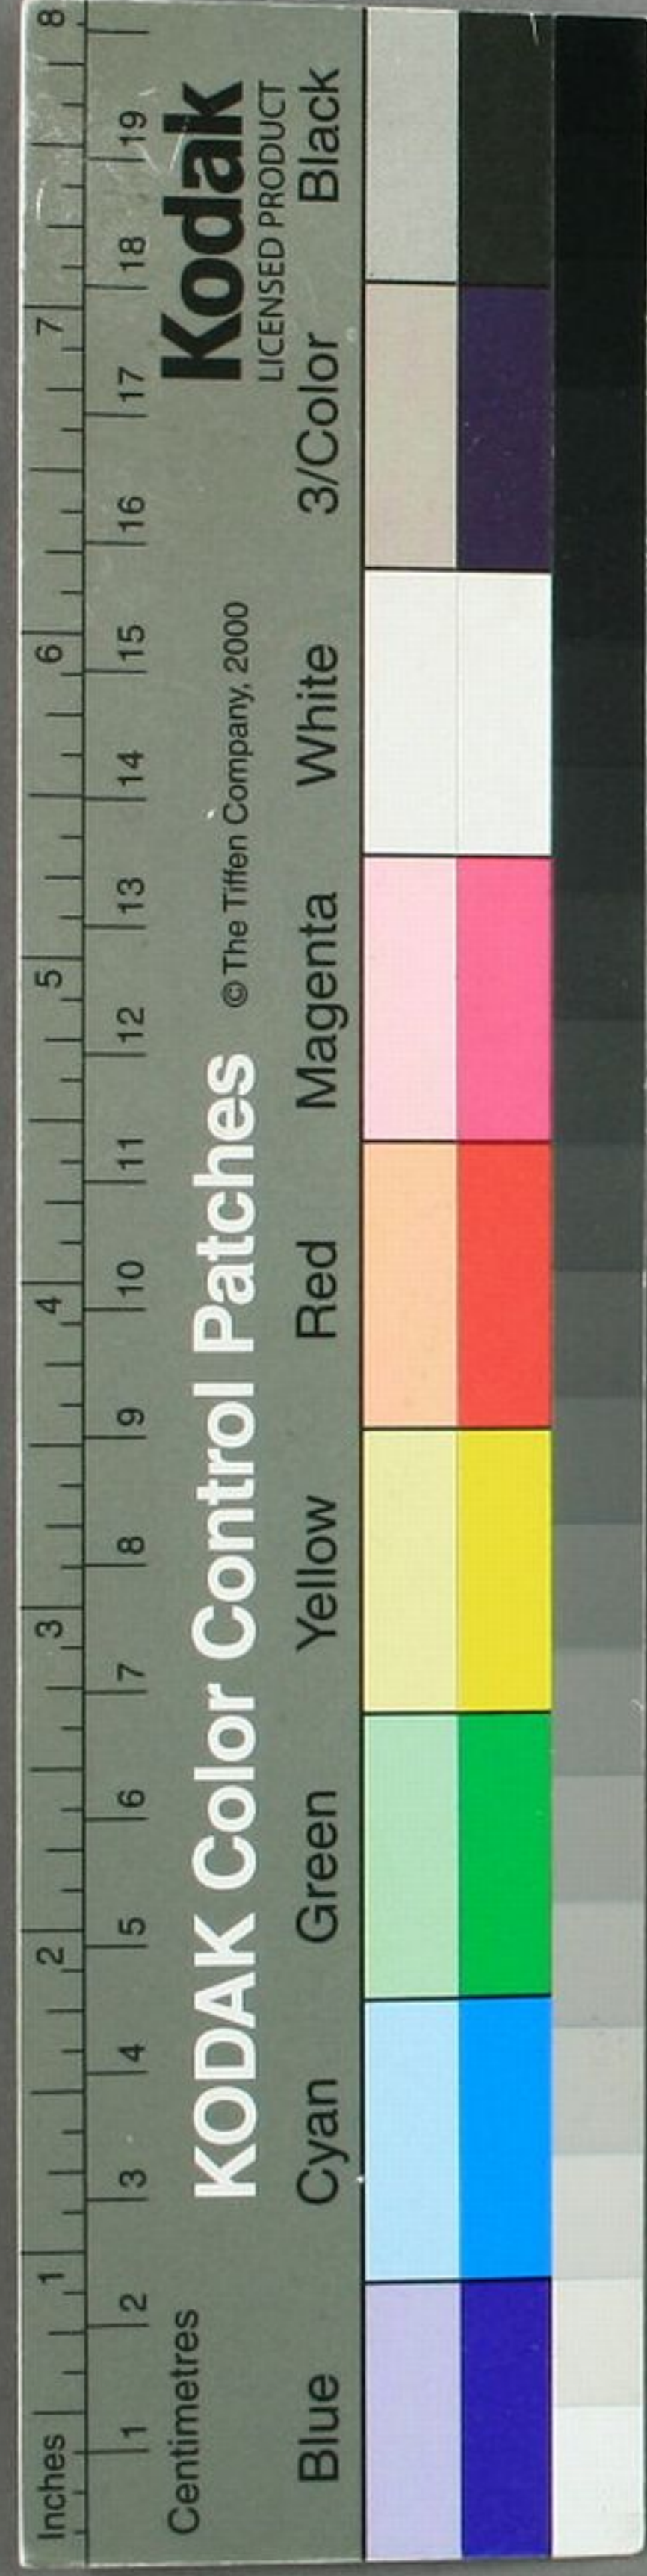 Inches 1 2 3 4 5 6 7 8
1 2 3 4 5 6 7 8 9 10 11 12 13 14 15 16 17 18 19
Centimetres
KODAK Color Control Patches © The Tiffen Company, 2000
Kodak
LICENSED PRODUCT
Blue Cyan Green Yellow Red Magenta White 3/Color Black